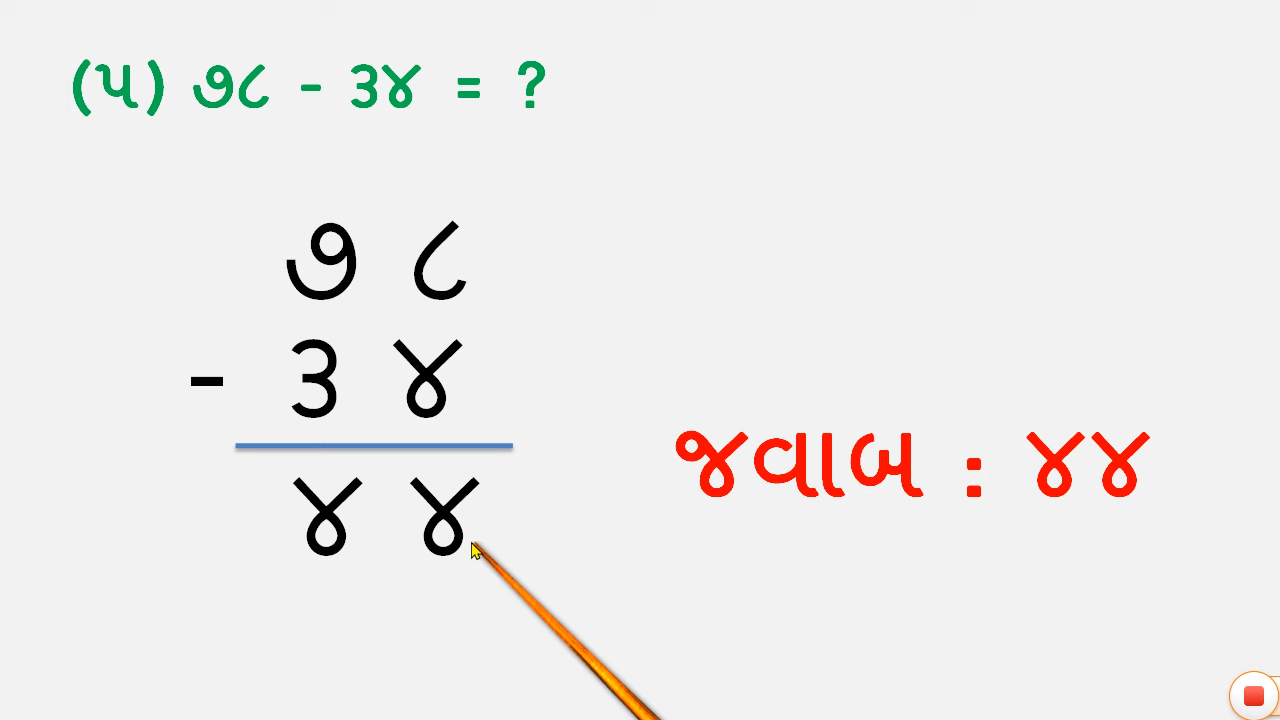 (૫) ૭૮ - ૩૪ = ?
૭ ૮
- ૩ ૪
૪ ૪
જવાબ : ૪૪